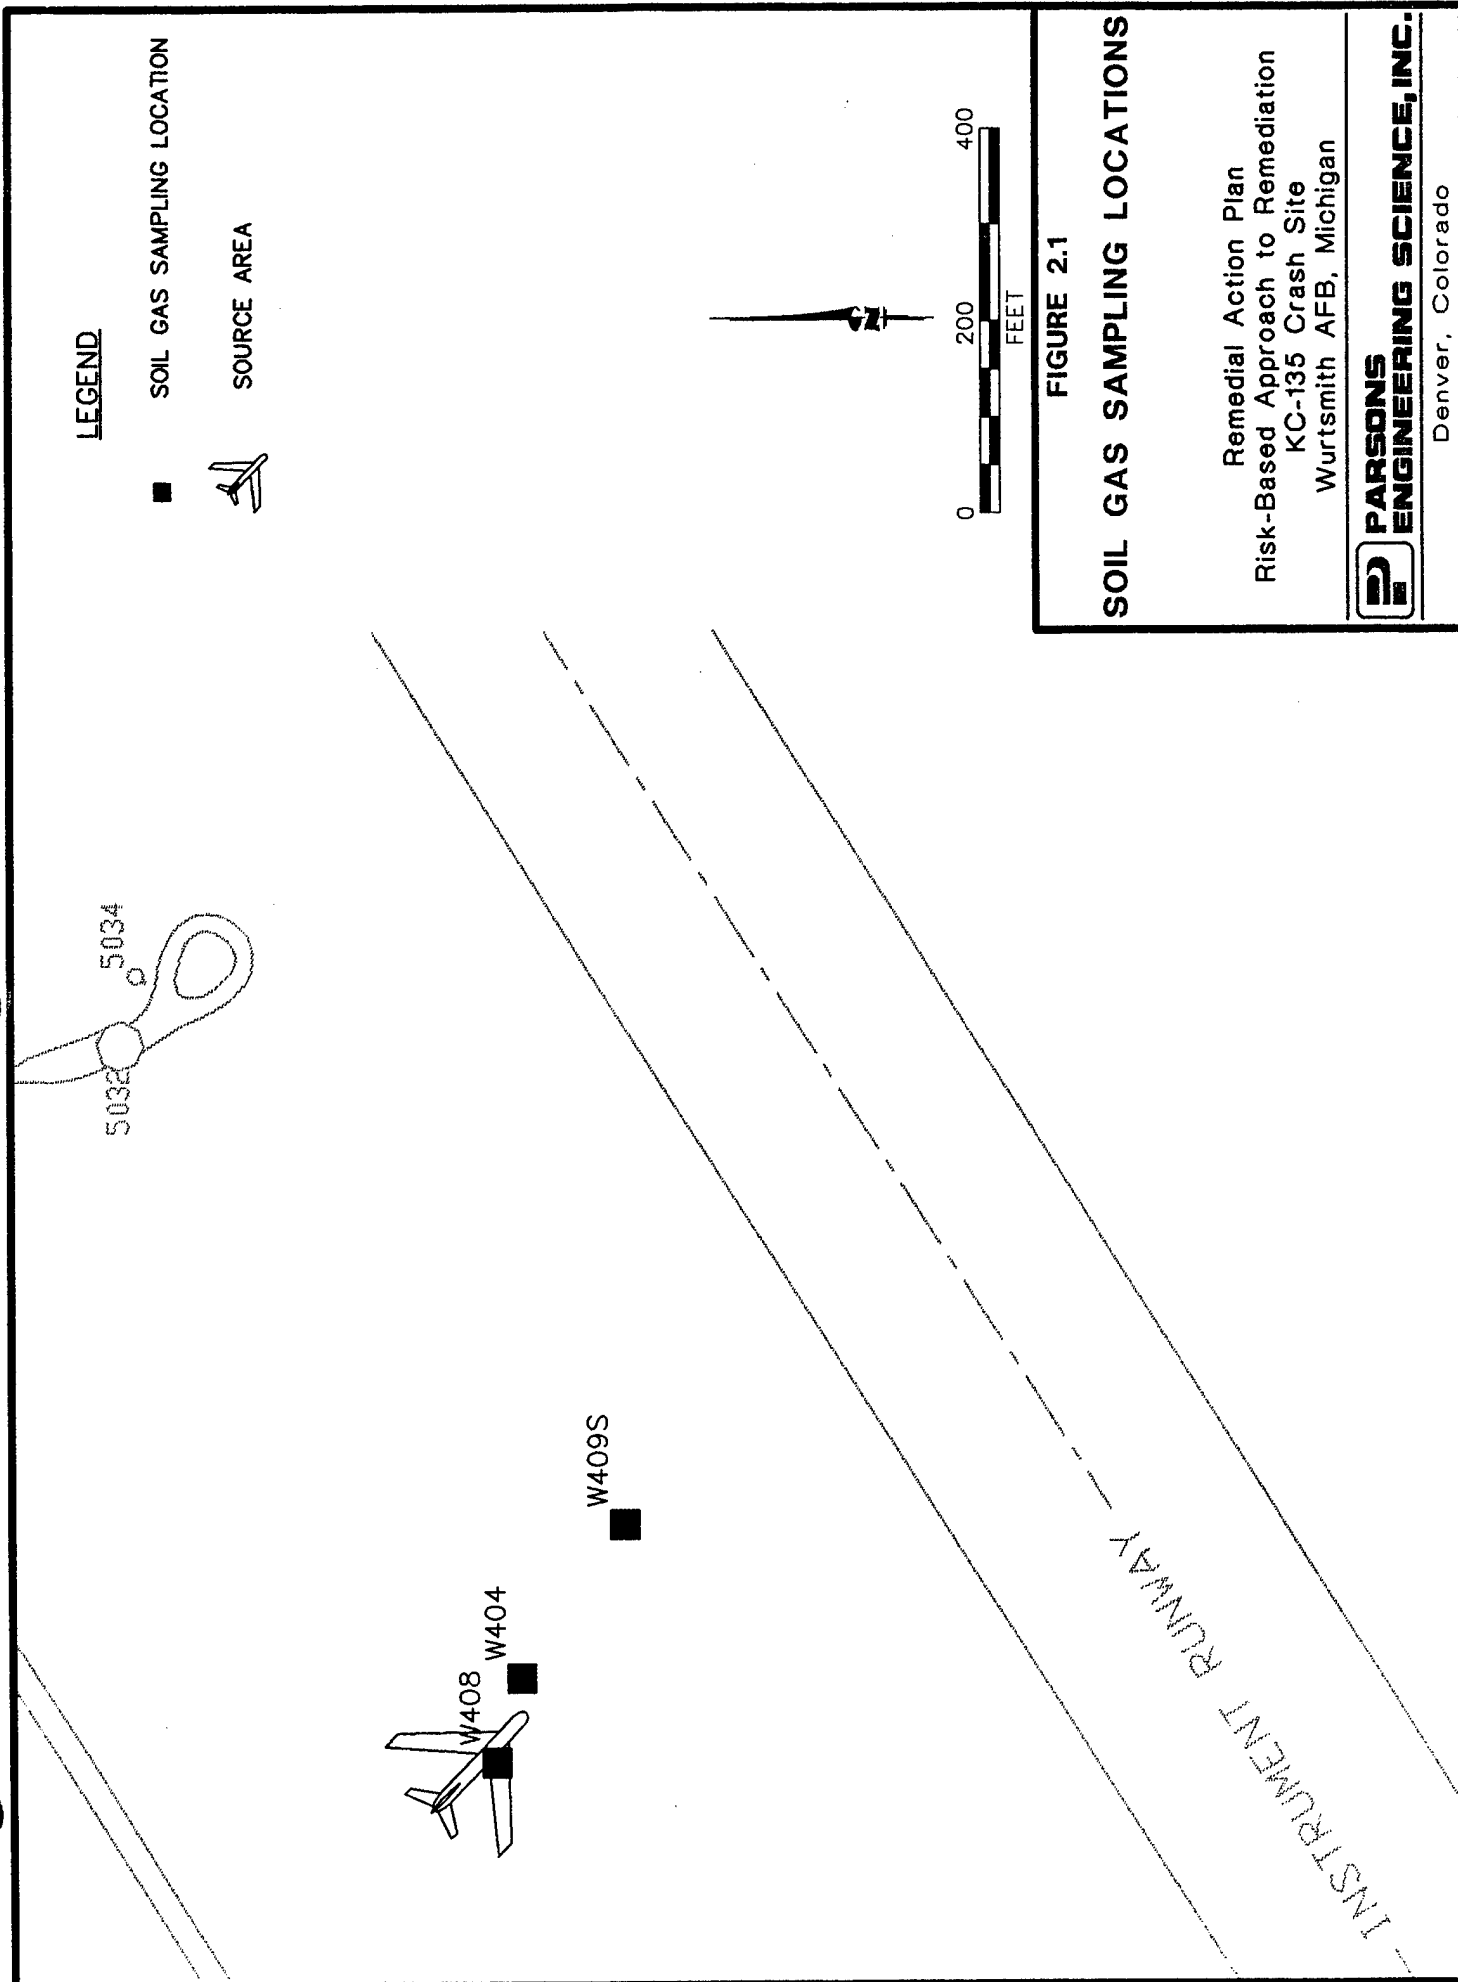 LEGEND
SOIL GAS SAMPLING LOCATION
SOURCE AREA
5032
5034
W408
W404
W409S
INSTRUMENT RUNWAY
N
0 200 400
FEET
FIGURE 2.1
SOIL GAS SAMPLING LOCATIONS
Remedial Action Plan
Risk-Based Approach to Remediation
KC-135 Crash Site
Wurtsmith AFB, Michigan
PARSONS
ENGINEERING SCIENCE, INC.
Denver, Colorado